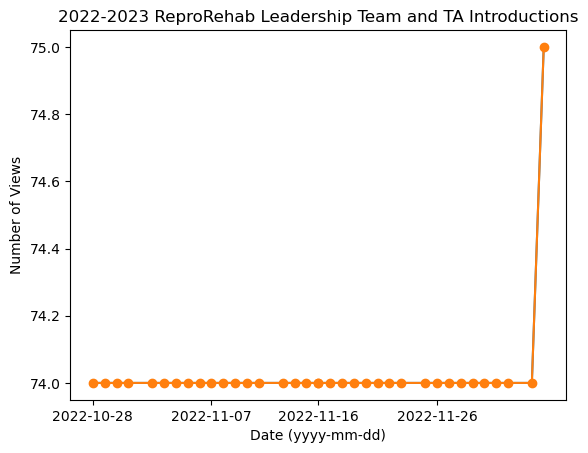 2022-2023 ReproRehab Leadership Team and TA Introductions
75.0
74.8
74.6
74.4
74.2
74.0
Number of Views
2022-10-28 2022-11-07 2022-11-16 2022-11-26
Date (yyyy-mm-dd)